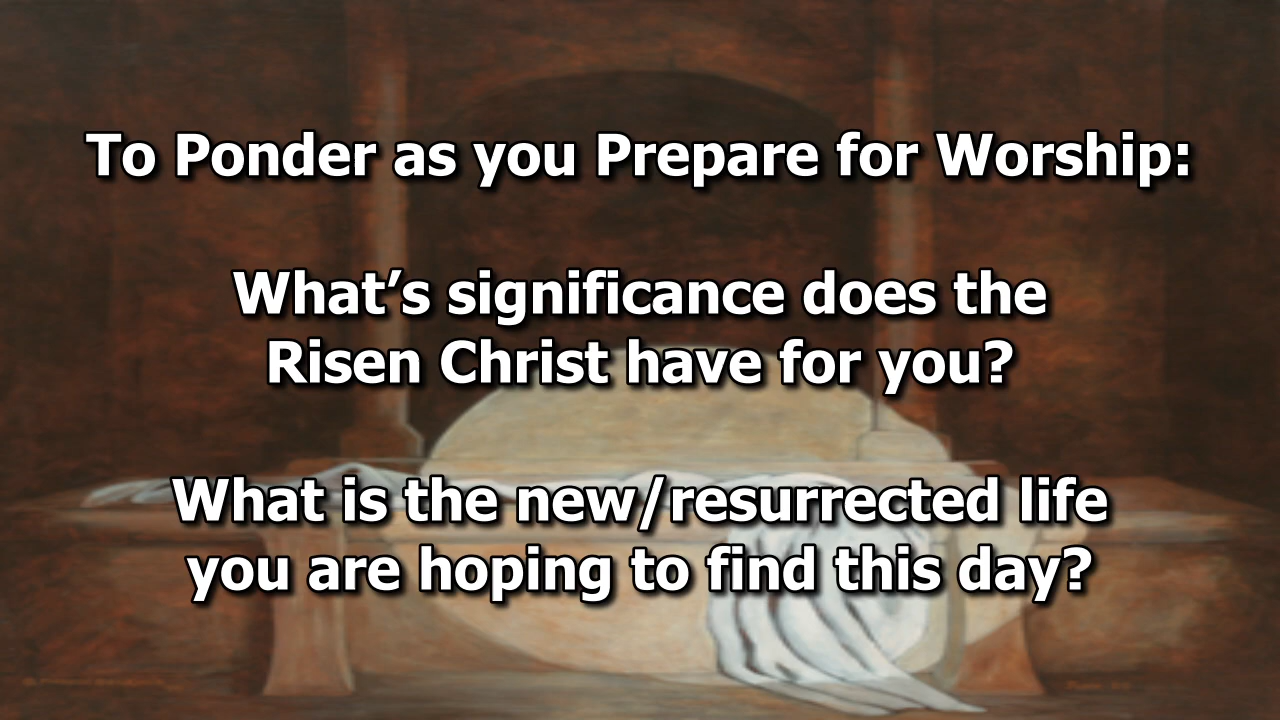 To Ponder as you Prepare for Worship:
What’s significance does the
Risen Christ have for you?
What is the new/resurrected life
you are hoping to find this day?